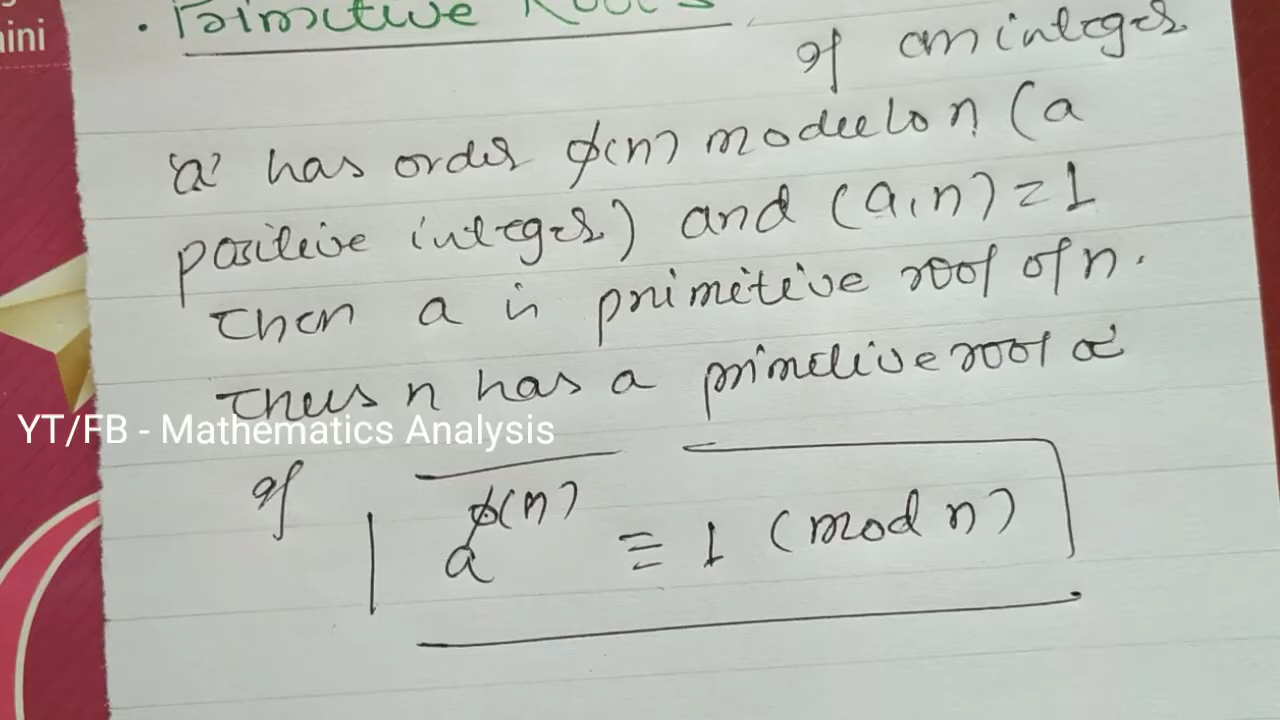 ini
• Primitive Roots
If an integer
'a' has order ϕ(n) modulo n (a
positive integer) and (a, n) = 1
then a is primitive root of n.
Thus n has a primitive root a
YT/FB - Mathematics Analysis
If a^ϕ(n) ≡ 1 (mod n)